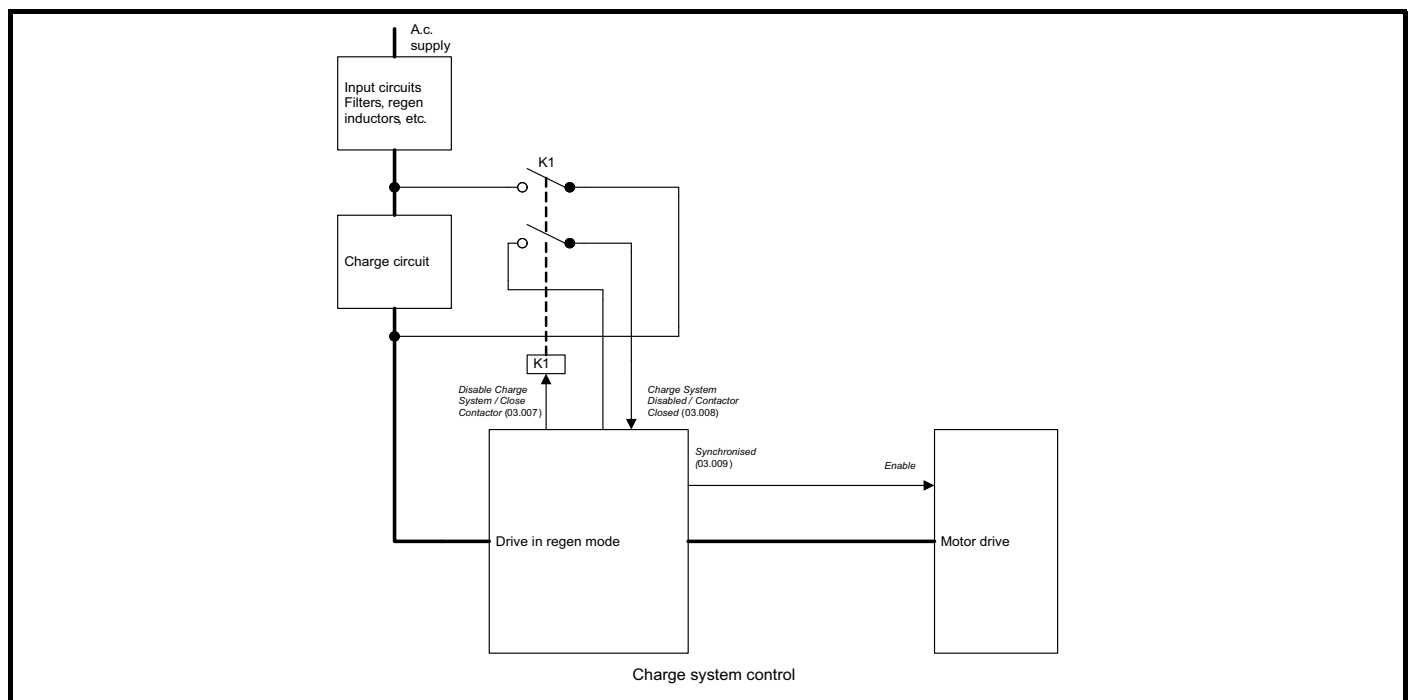 A.c.
supply
Input circuits
Filters, regen
inductors, etc.
K1
Charge circuit
K1
Disable Charge
System / Close
Contactor (03.007)
Charge System
Disabled / Contactor
Closed (03.008)
Synchronised
(03.009)
Enable
Drive in regen mode
Motor drive
Charge system control